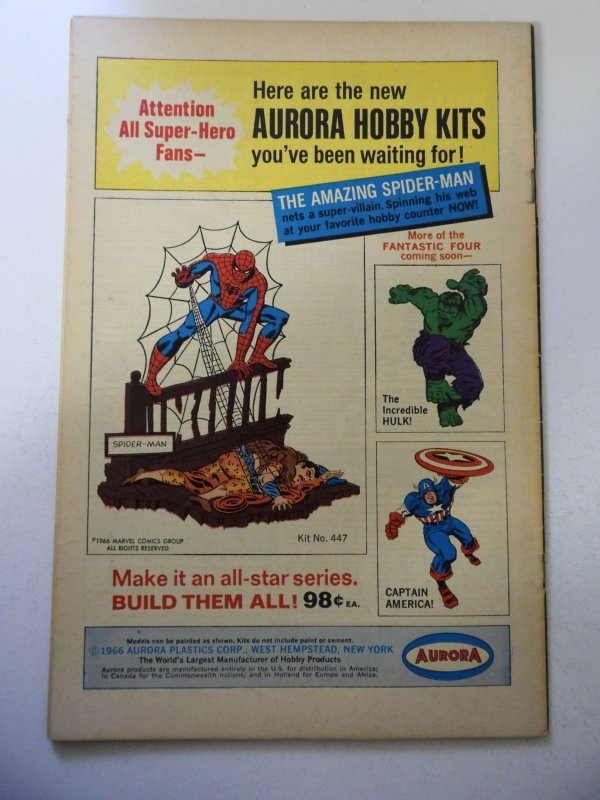 Attention
All Super-Hero
Fans—
Here are the new
AURORA HOBBY KITS
you've been waiting for!
THE AMAZING SPIDER-MAN
nets a super-villain. Spinning his web
at your favorite hobby counter NOW!
More of the
FANTASTIC FOUR
coming soon—
The
Incredible
HULK!
SPIDER-MAN
©1966 MARVEL COMICS GROUP
ALL RIGHTS RESERVED
Kit No. 447
CAPTAIN
AMERICA!
Make it an all-star series.
BUILD THEM ALL! 98¢ EA.
Models can be painted as shown. Kits do not include paint or cement.
©1966 AURORA PLASTICS CORP., WEST HEMPSTEAD, NEW YORK
The World's Largest Manufacturer of Hobby Products
Aurora products are manufactured entirely in the U.S. for distribution in America;
in Canada for the Commonwealth nations; and in Holland for Europe and Africa.
AURORA